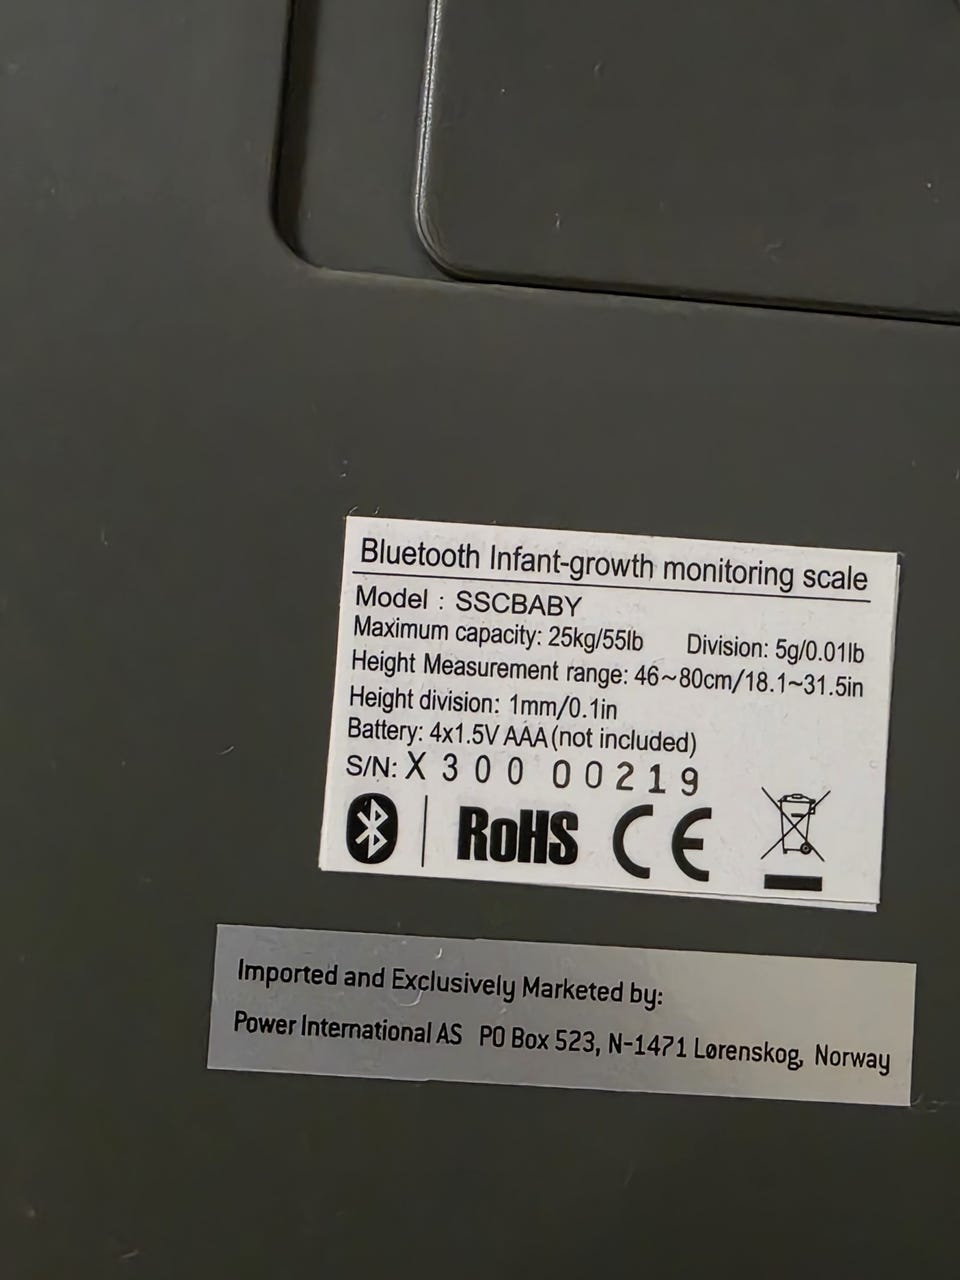 Bluetooth Infant-growth monitoring scale
Model : SSCBABY
Maximum capacity: 25kg/55lb Division: 5g/0.01lb
Height Measurement range: 46~80cm/18.1~31.5in
Height division: 1mm/0.1in
Battery: 4x1.5V AAA(not included)
S/N: X 300 00219
RoHS CE
Imported and Exclusively Marketed by:
Power International AS PO Box 523, N-1471 Lørenskog, Norway